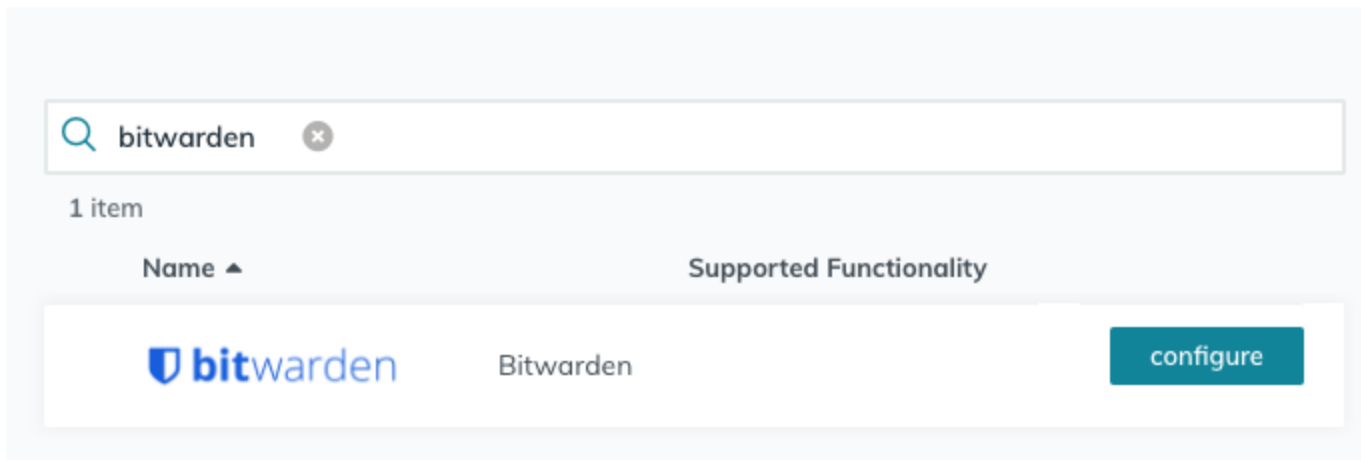 bitwarden
1 item
Name Supported Functionality
bitwarden Bitwarden configure